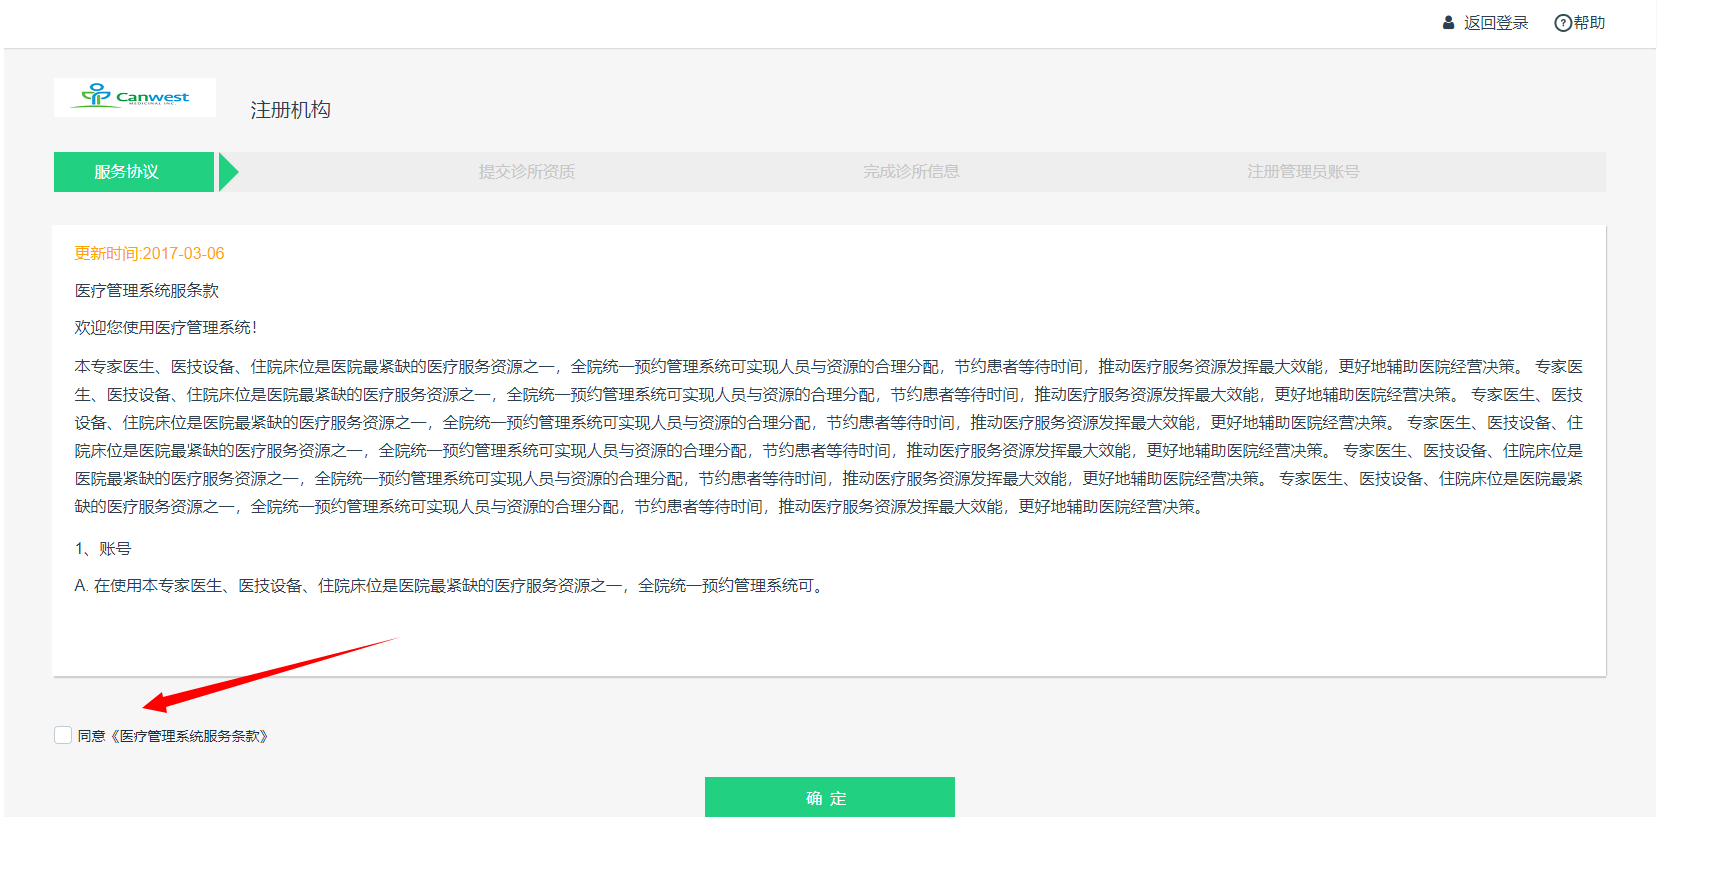 返回登录 帮助
Canwest
MEDICINAL INC.
注册机构
服务协议 提交诊所资质 完成诊所信息 注册管理员账号
更新时间:2017-03-06
医疗管理系统服条款
欢迎您使用医疗管理系统！
本专家医生、医技设备、住院床位是医院最紧缺的医疗服务资源之一，全院统一预约管理系统可实现人员与资源的合理分配，节约患者等待时间，推动医疗服务资源发挥最大效能，更好地辅助医院经营决策。 专家医
生、医技设备、住院床位是医院最紧缺的医疗服务资源之一，全院统一预约管理系统可实现人员与资源的合理分配，节约患者等待时间，推动医疗服务资源发挥最大效能，更好地辅助医院经营决策。 专家医生、医技
设备、住院床位是医院最紧缺的医疗服务资源之一，全院统一预约管理系统可实现人员与资源的合理分配，节约患者等待时间，推动医疗服务资源发挥最大效能，更好地辅助医院经营决策。 专家医生、医技设备、住
院床位是医院最紧缺的医疗服务资源之一，全院统一预约管理系统可实现人员与资源的合理分配，节约患者等待时间，推动医疗服务资源发挥最大效能，更好地辅助医院经营决策。 专家医生、医技设备、住院床位是
医院最紧缺的医疗服务资源之一，全院统一预约管理系统可实现人员与资源的合理分配，节约患者等待时间，推动医疗服务资源发挥最大效能，更好地辅助医院经营决策。 专家医生、医技设备、住院床位是医院最紧
缺的医疗服务资源之一，全院统一预约管理系统可实现人员与资源的合理分配，节约患者等待时间，推动医疗服务资源发挥最大效能，更好地辅助医院经营决策。
1、账号
A. 在使用本专家医生、医技设备、住院床位是医院最紧缺的医疗服务资源之一，全院统一预约管理系统可。
同意《医疗管理系统服务条款》
确 定